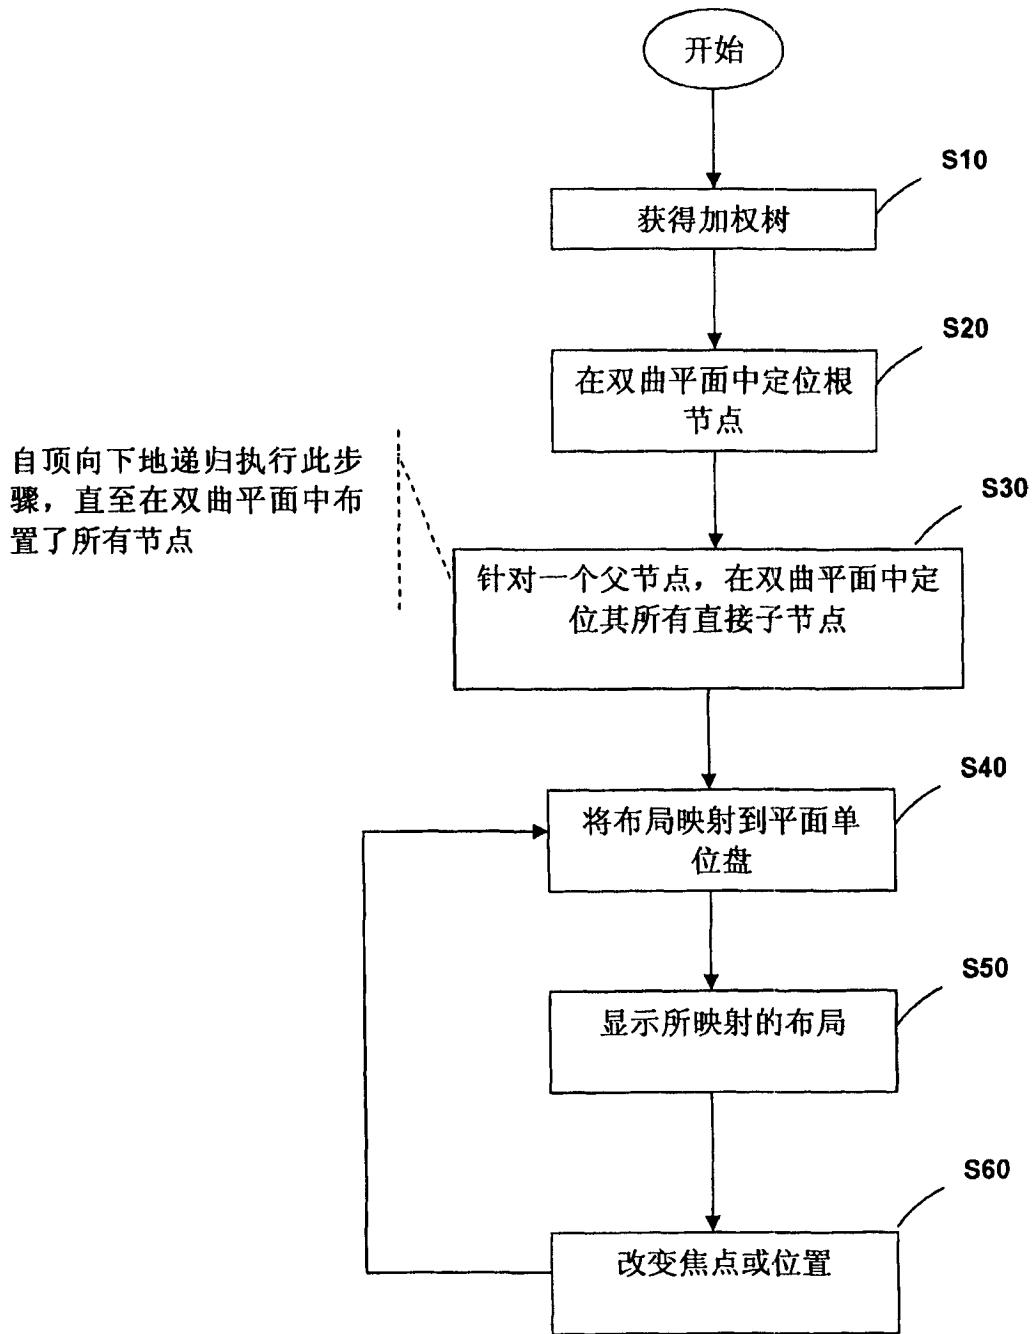 开始
S10
获得加权树
S20
在双曲平面中定位根
节点
自顶向下地递归执行此步
骤，直至在双曲平面中布
置了所有节点
S30
针对一个父节点，在双曲平面中定
位其所有直接子节点
S40
将布局映射到平面单
位盘
S50
显示所映射的布局
S60
改变焦点或位置